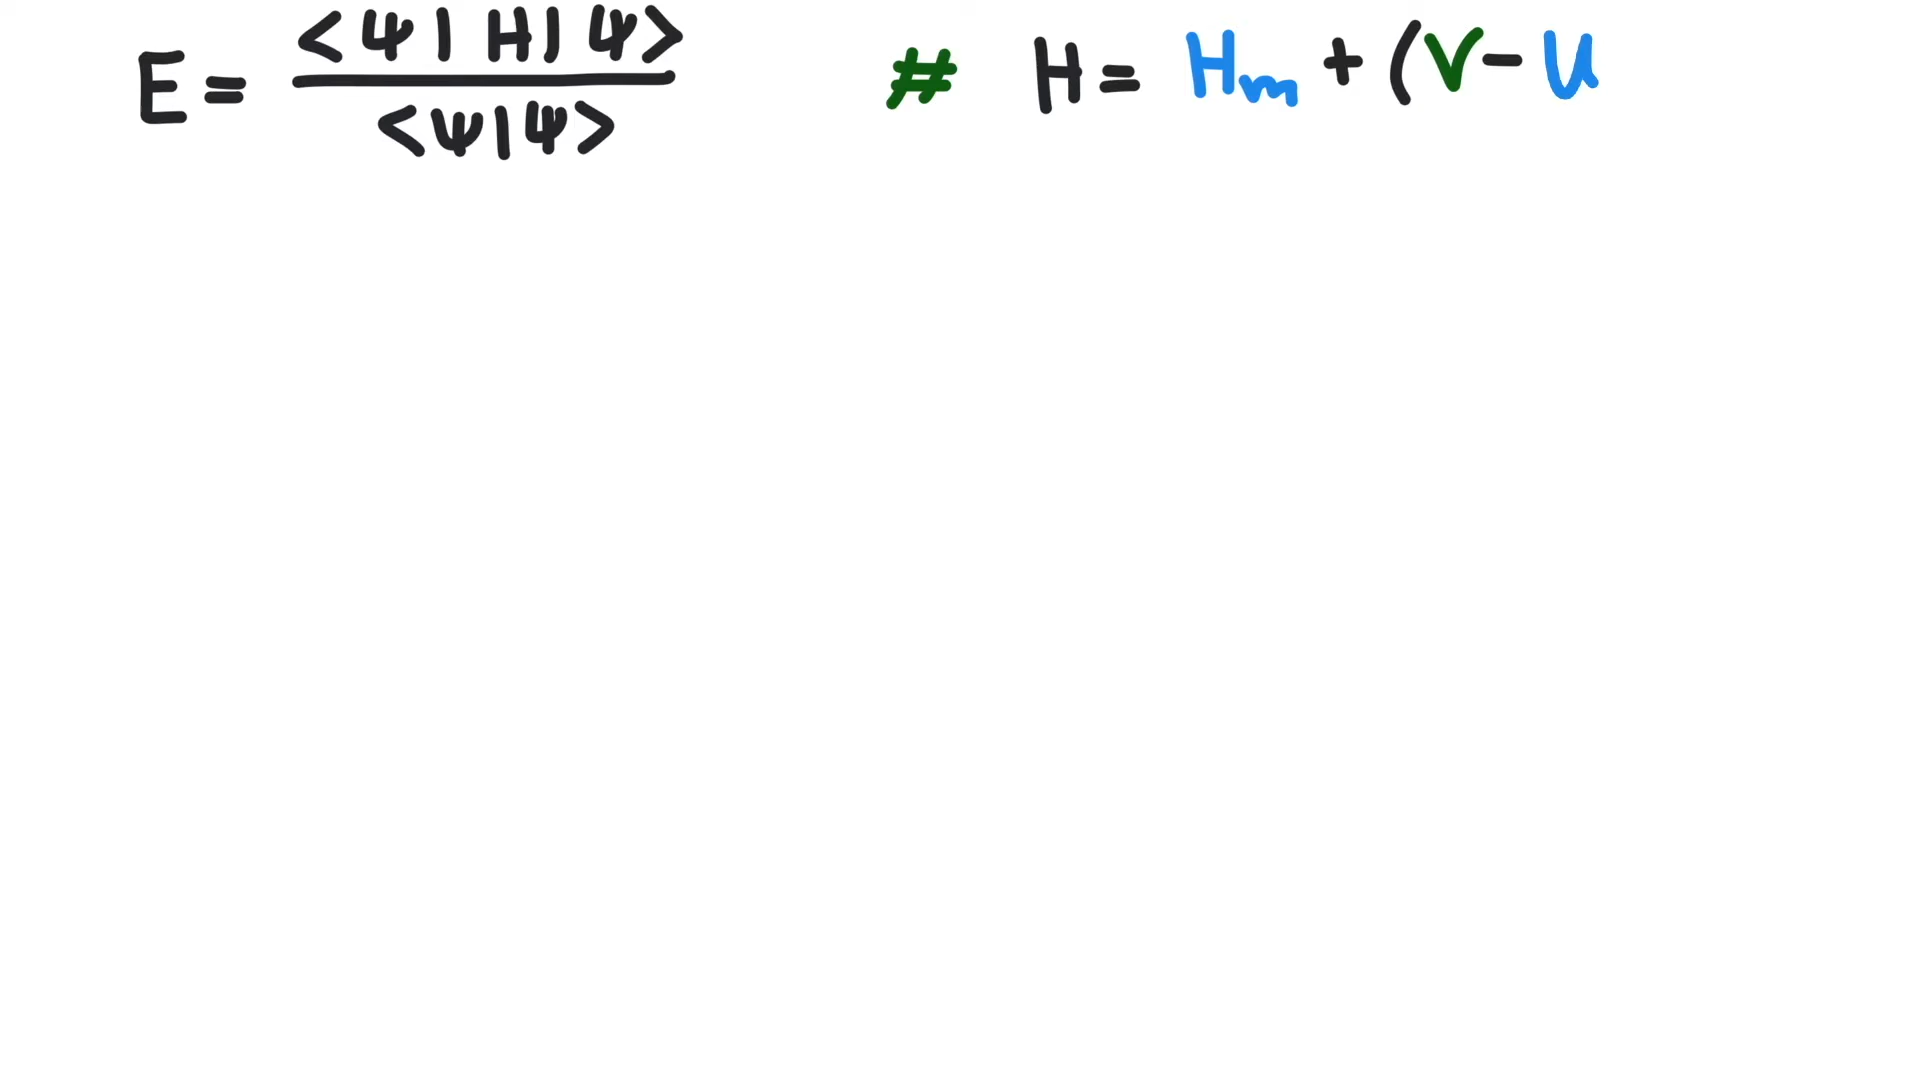 E = <Ψ|H|Ψ> / <Ψ|Ψ>
# H = Hm + (V - U